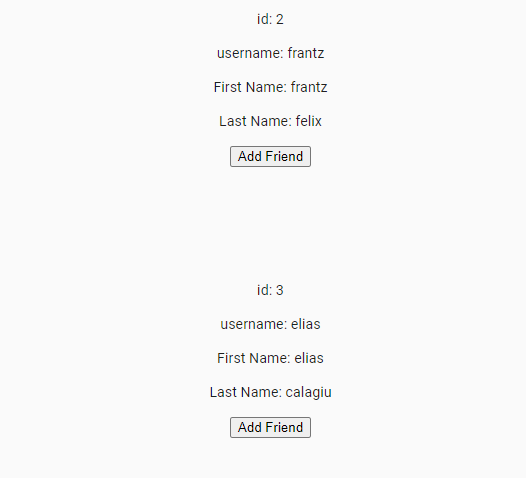 id: 2
username: frantz
First Name: frantz
Last Name: felix
Add Friend
id: 3
username: elias
First Name: elias
Last Name: calagiu
Add Friend